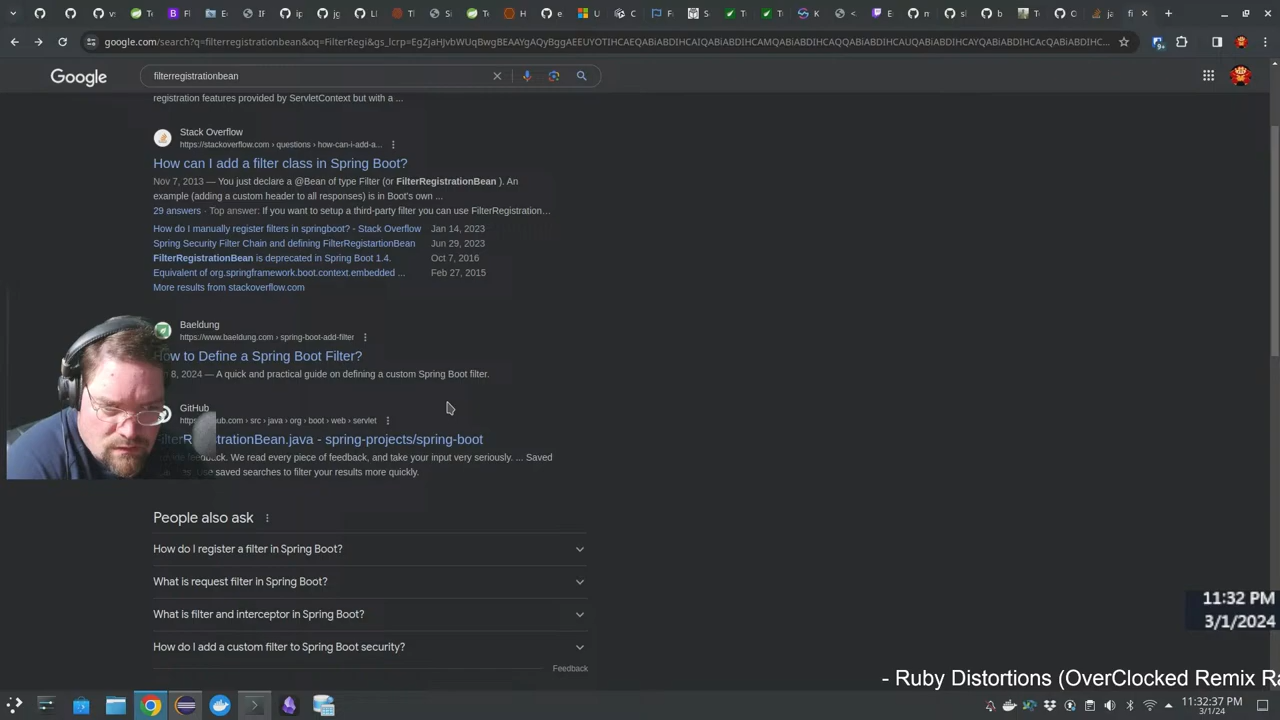 google.com/search?q=filterregistrationbean&oq=FilterRegi&gs_lcrp=EgZjaHJvbWUqBwgBEAAYgAQyBggAEEUYOTIHCAEQABiABDIHCAIQABiABDIHCAMQABiABDIHCAQQABiABDIHCAUQABiABDIHCAYQABiABDIHCAcQABiABDIHC...
Google
filterregistrationbean
registration features provided by ServletContext but with a ...
Stack Overflow
https://stackoverflow.com › questions › how-can-i-add-a...
How can I add a filter class in Spring Boot?
Nov 7, 2013 — You just declare a @Bean of type Filter (or FilterRegistrationBean ). An
example (adding a custom header to all responses) is in Boot's own ...
29 answers · Top answer: If you want to setup a third-party filter you can use FilterRegistration...
How do I manually register filters in springboot? - Stack Overflow Jan 14, 2023
Spring Security Filter Chain and defining FilterRegistartionBean Jun 29, 2023
FilterRegistrationBean is deprecated in Spring Boot 1.4. Oct 7, 2016
Equivalent of org.springframework.boot.context.embedded ... Feb 27, 2015
More results from stackoverflow.com
Baeldung
https://www.baeldung.com › spring-boot-add-filter
How to Define a Spring Boot Filter?
8, 2024 — A quick and practical guide on defining a custom Spring Boot filter.
GitHub
› src › java › org › boot › web › servlet
FilterRegistrationBean.java - spring-projects/spring-boot
feedback. We read every piece of feedback, and take your input very seriously. ... Saved
use saved searches to filter your results more quickly.
People also ask
How do I register a filter in Spring Boot?
What is request filter in Spring Boot?
What is filter and interceptor in Spring Boot?
How do I add a custom filter to Spring Boot security?
Feedback
11:32 PM
3/1/2024
- Ruby Distortions (OverClocked Remix Ra
11:32:37 PM
3/1/24